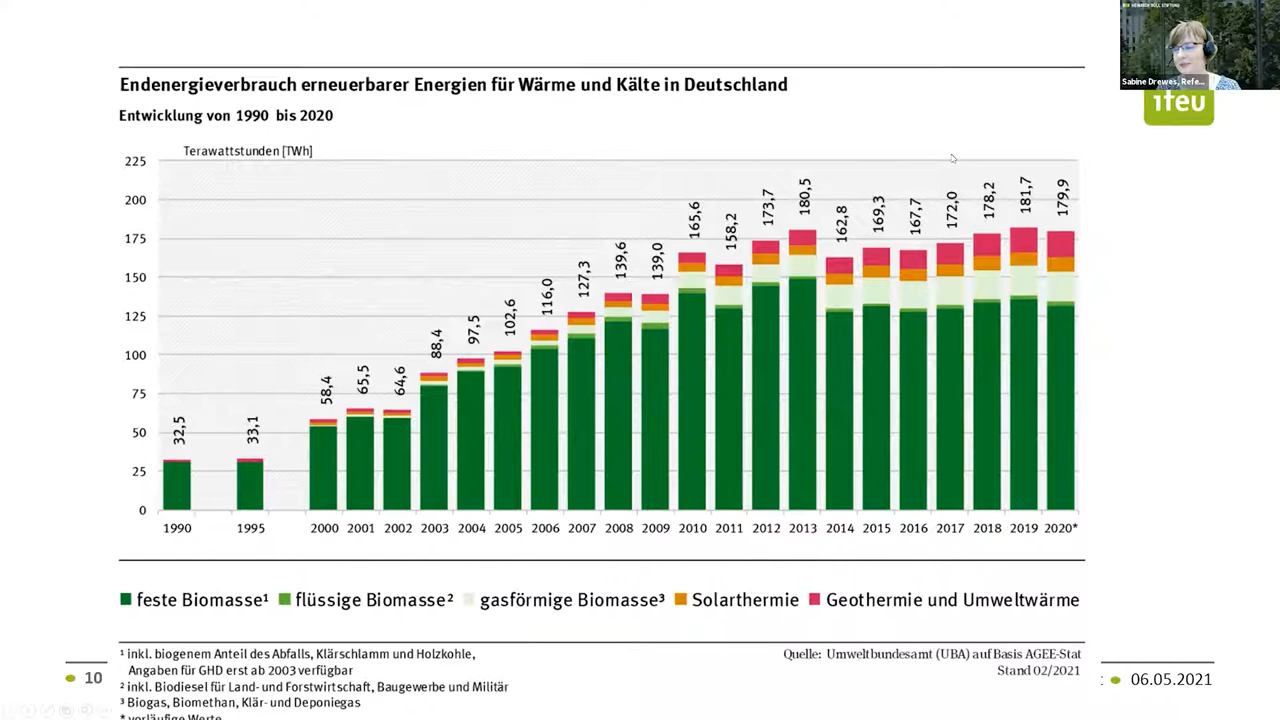 HEINRICH BÖLL STIFTUNG
Sabine Drewes, Refe...
ifeu
Endenergieverbrauch erneuerbarer Energien für Wärme und Kälte in Deutschland
Entwicklung von 1990 bis 2020
Terawattstunden [TWh]
225
200
175
150
125
100
75
50
25
0
32,5
33,1
58,4
65,5
64,6
88,4
97,5
102,6
116,0
127,3
139,6
139,0
165,6
158,2
173,7
180,5
162,8
169,3
167,7
172,0
178,2
181,7
179,9
1990 1995 2000 2001 2002 2003 2004 2005 2006 2007 2008 2009 2010 2011 2012 2013 2014 2015 2016 2017 2018 2019 2020*
feste Biomasse¹ flüssige Biomasse² gasförmige Biomasse³ Solarthermie Geothermie und Umweltwärme
¹ inkl. biogenem Anteil des Abfalls, Klärschlamm und Holzkohle,
Angaben für GHD erst ab 2003 verfügbar
² inkl. Biodiesel für Land- und Forstwirtschaft, Baugewerbe und Militär
³ Biogas, Biomethan, Klär- und Deponiegas
* vorläufige Werte
Quelle: Umweltbundesamt (UBA) auf Basis AGEE-Stat
Stand 02/2021
10
06.05.2021